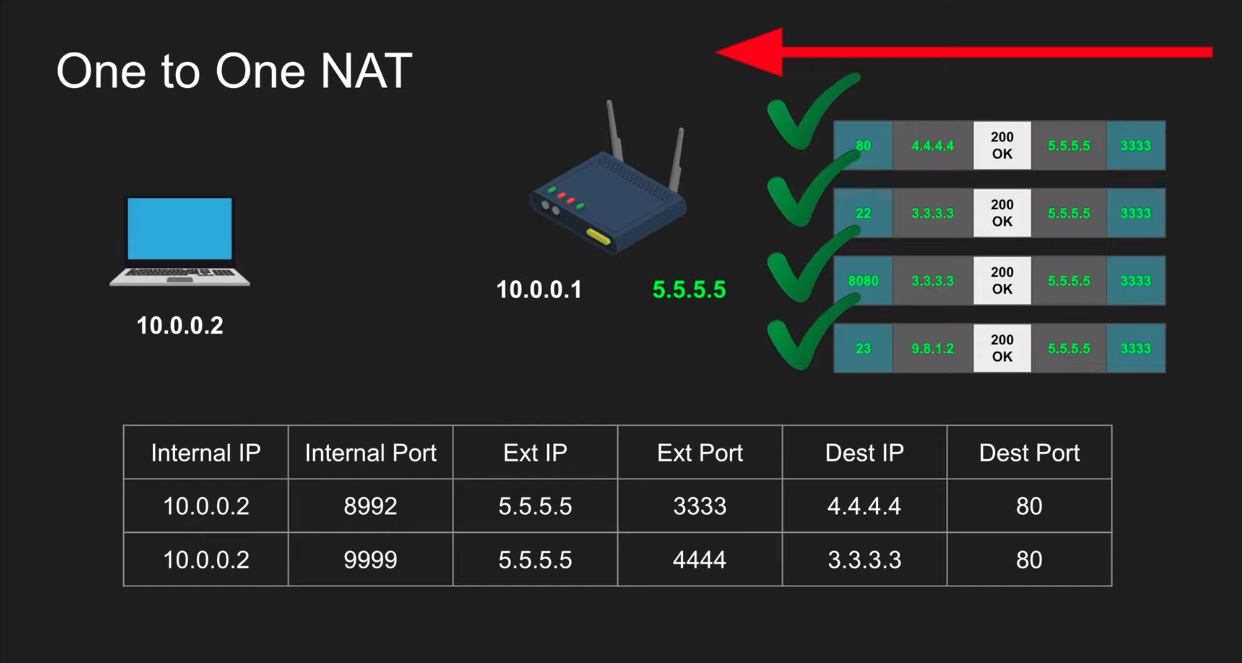 One to One NAT
80 4.4.4.4 200 OK 5.5.5.5 3333
22 3.3.3.3 200 OK 5.5.5.5 3333
8080 3.3.3.3 200 OK 5.5.5.5 3333
23 9.8.1.2 200 OK 5.5.5.5 3333
10.0.0.1 5.5.5.5
10.0.0.2
Internal IP Internal Port Ext IP Ext Port Dest IP Dest Port
10.0.0.2 8992 5.5.5.5 3333 4.4.4.4 80
10.0.0.2 9999 5.5.5.5 4444 3.3.3.3 80